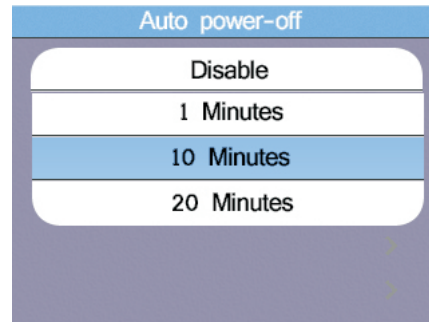 Auto power-off
Disable
1 Minutes
10 Minutes
20 Minutes